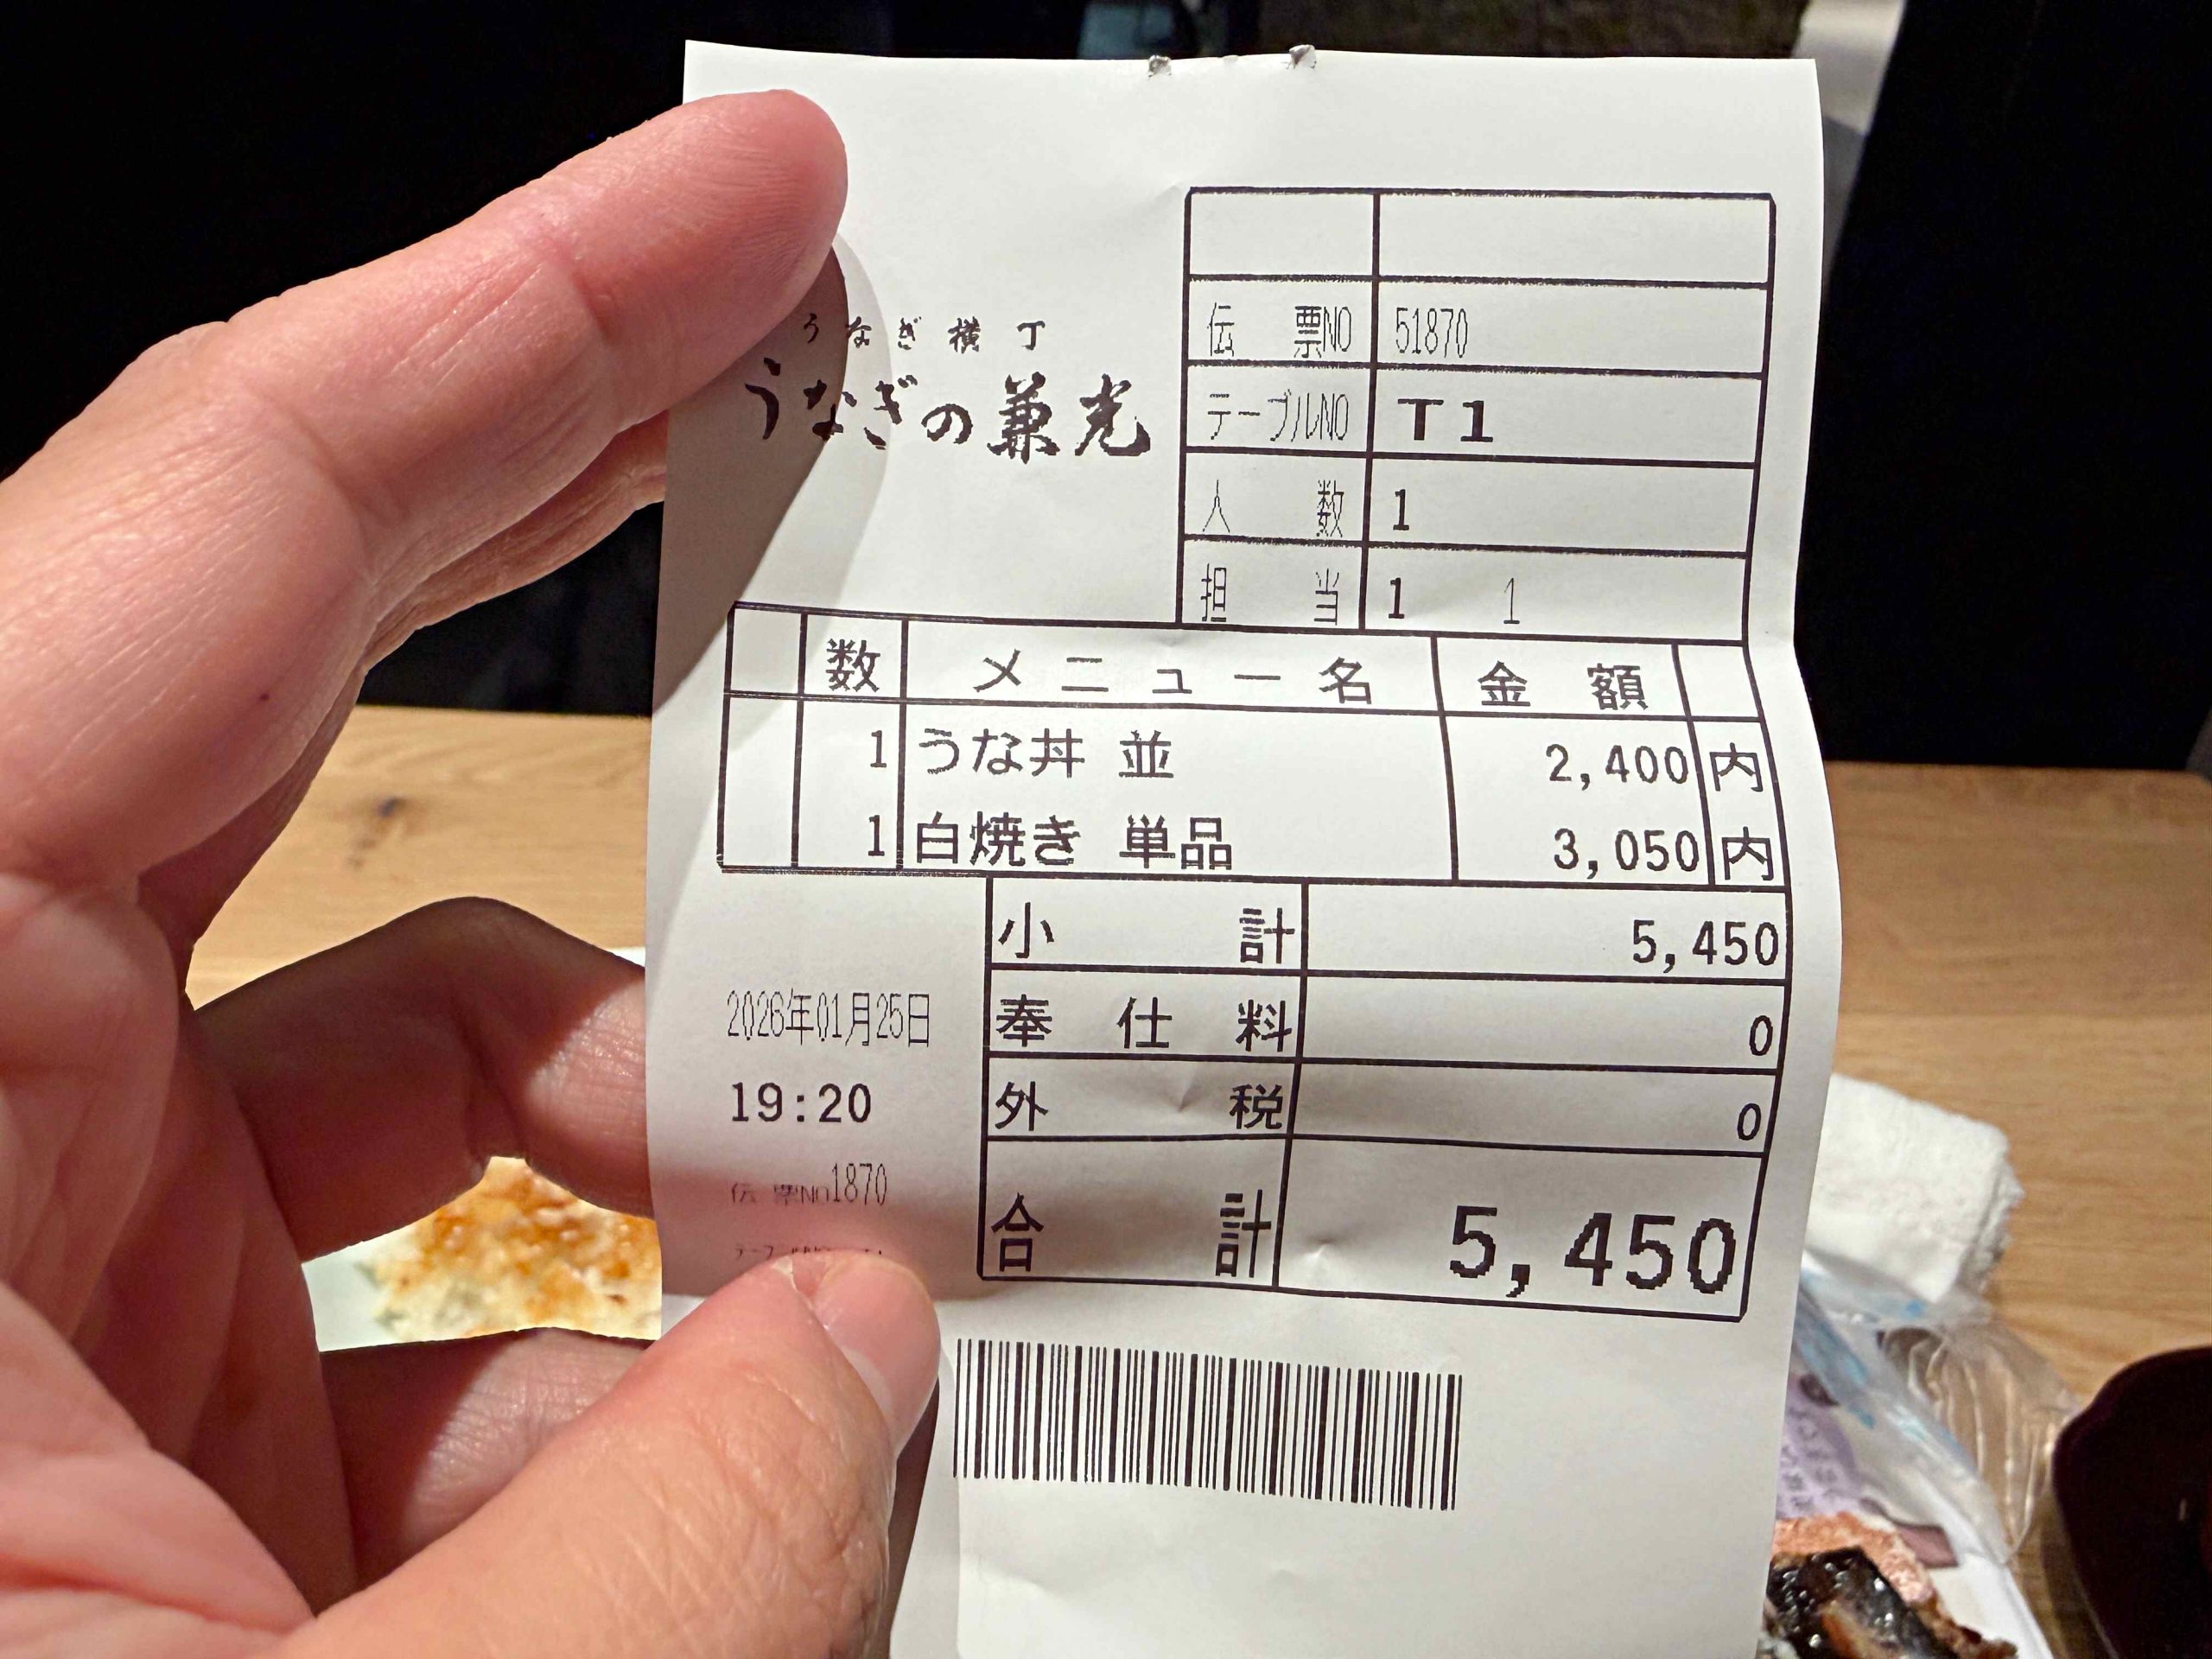 うなぎ横丁
うなぎの兼光
伝票NO 51870
テーブルNO T1
人数 1
担当 1 1
数 メニュー名 金額
1 うな丼 並 2,400 内
1 白焼き 単品 3,050 内
小計 5,450
奉仕料 0
外税 0
合計 5,450
2026年01月25日
19:20
伝票NO1870